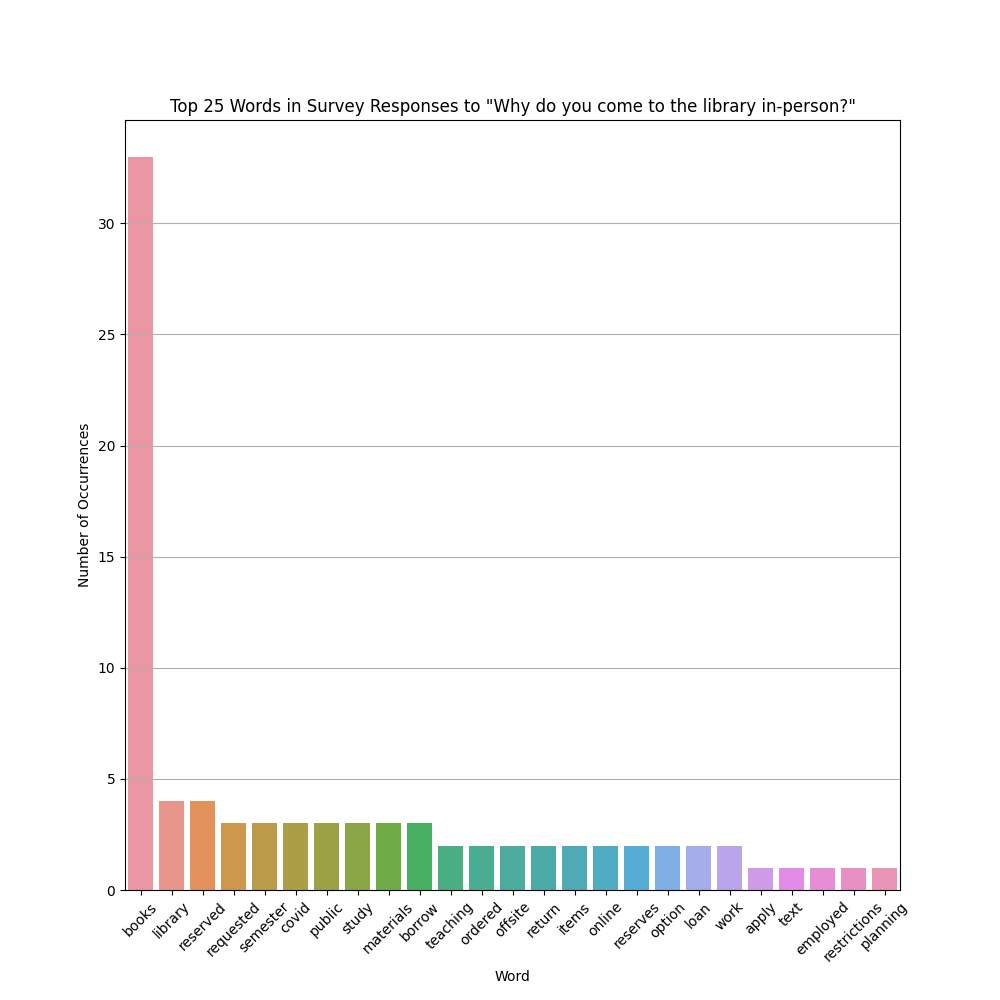 Top 25 Words in Survey Responses to "Why do you come to the library in-person?"
Number of Occurrences
30
25
20
15
10
5
0
books
library
reserved
requested
semester
covid
public
study
materials
borrow
teaching
ordered
offsite
return
items
online
reserves
option
loan
work
apply
text
employed
restrictions
planning
Word